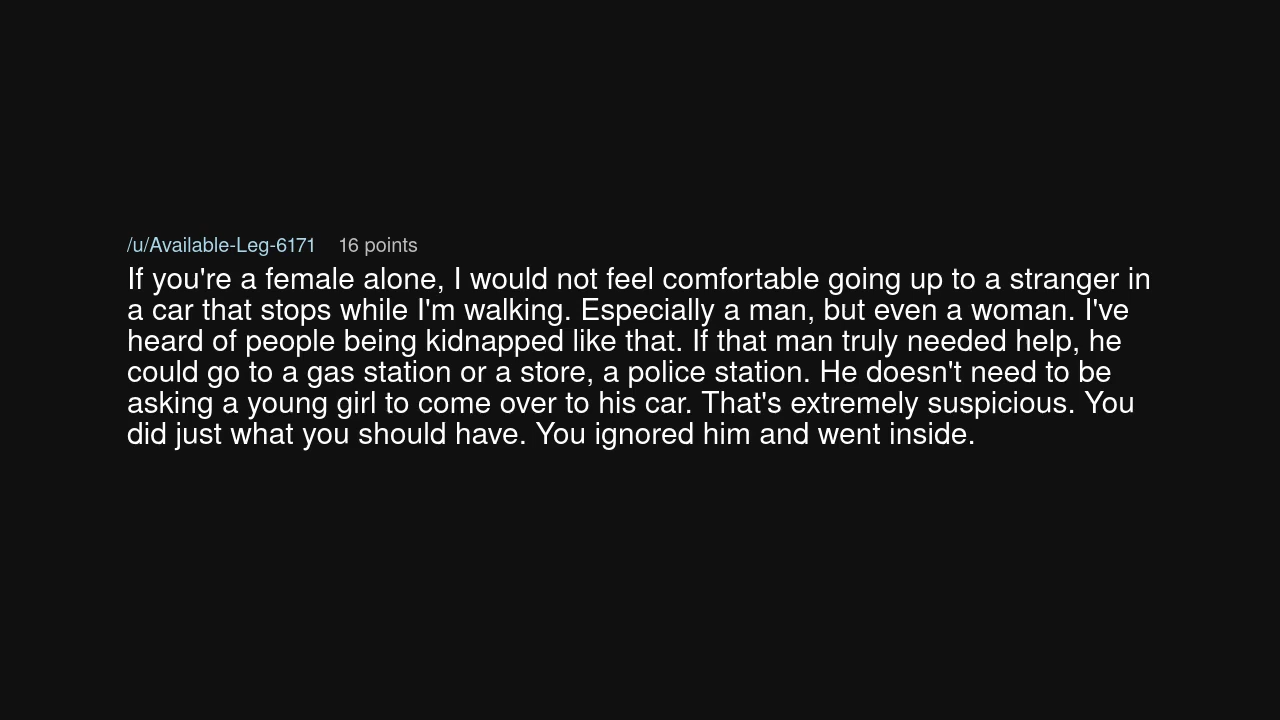 /u/Available-Leg-6171 16 points
If you're a female alone, I would not feel comfortable going up to a stranger in
a car that stops while I'm walking. Especially a man, but even a woman. I've
heard of people being kidnapped like that. If that man truly needed help, he
could go to a gas station or a store, a police station. He doesn't need to be
asking a young girl to come over to his car. That's extremely suspicious. You
did just what you should have. You ignored him and went inside.